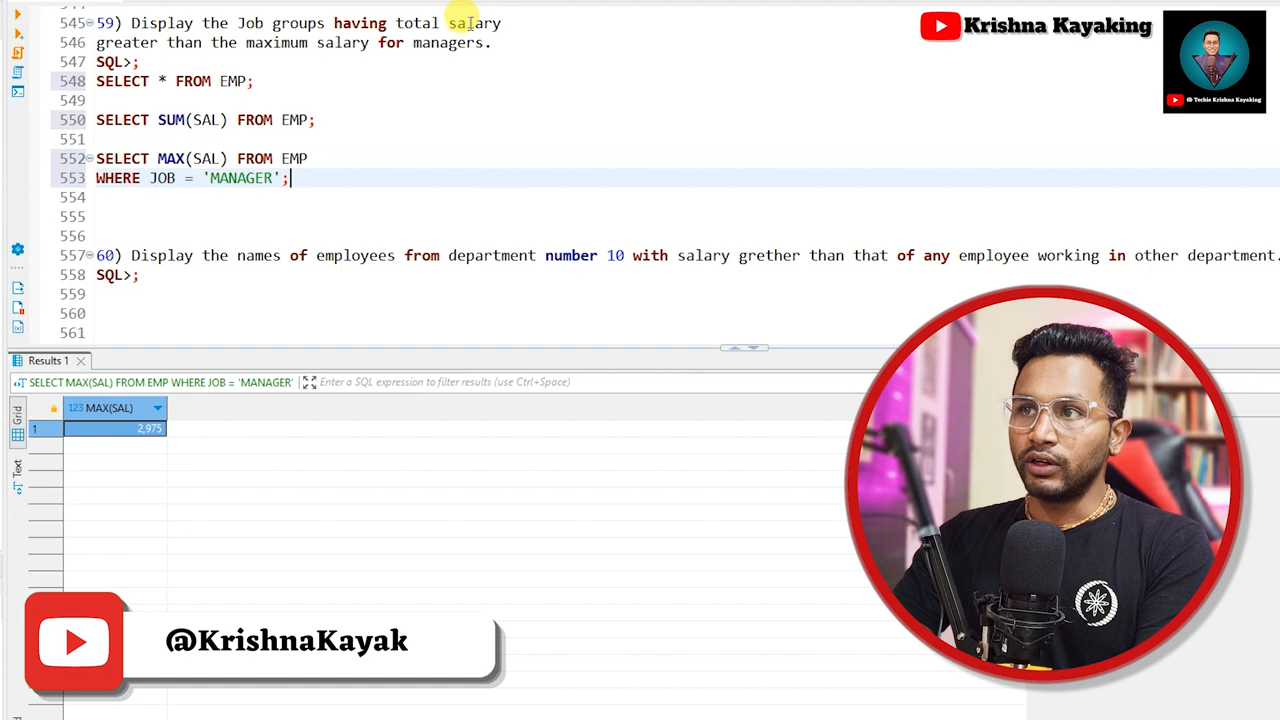 545 59) Display the Job groups having total salary
546 greater than the maximum salary for managers.
547 SQL>;
548 SELECT * FROM EMP;
549
550 SELECT SUM(SAL) FROM EMP;
551
552 SELECT MAX(SAL) FROM EMP
553 WHERE JOB = 'MANAGER';
554
555
556
557 60) Display the names of employees from department number 10 with salary grether than that of any employee working in other department.
558 SQL>;
559
560
561
Krishna Kayaking
@ Techie Krishna Kayaking
Results 1
SELECT MAX(SAL) FROM EMP WHERE JOB = 'MANAGER'
Enter a SQL expression to filter results (use Ctrl+Space)
Grid
Text
123 MAX(SAL)
1 2,975
@KrishnaKayak